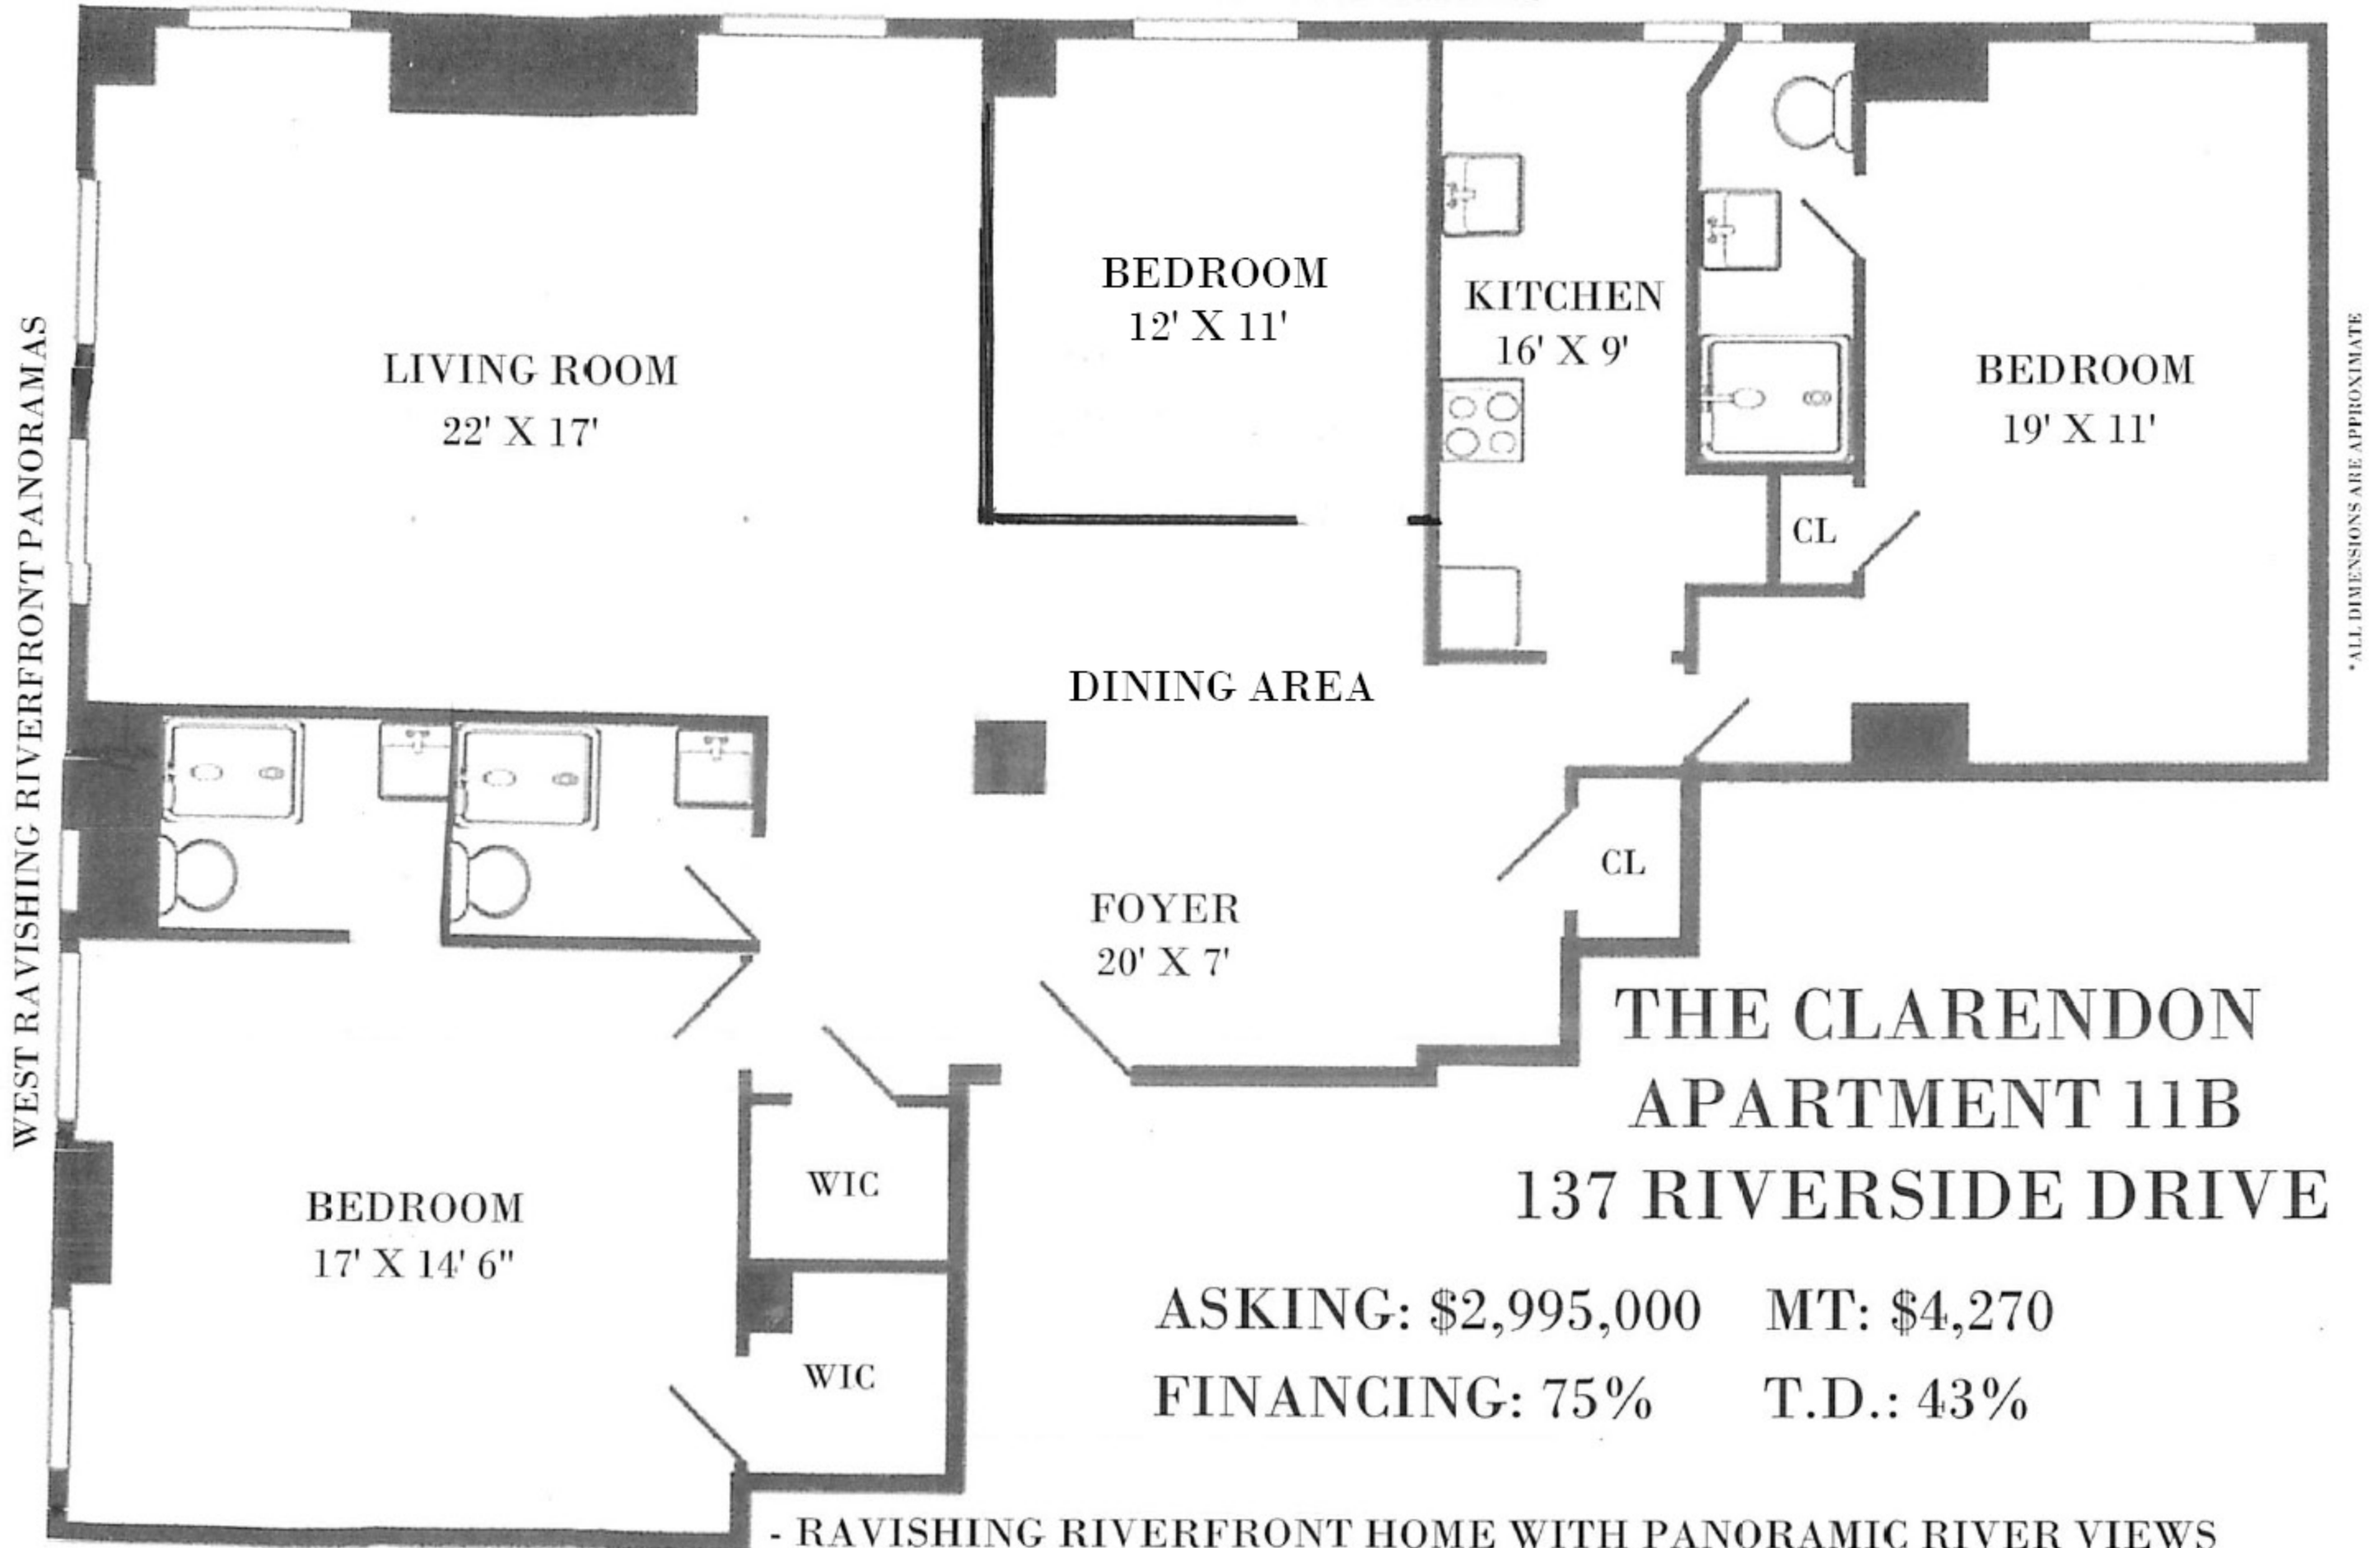 WEST RAVISHING RIVERFRONT PANORAMAS
LIVING ROOM
22' X 17'
BEDROOM
12' X 11'
KITCHEN
16' X 9'
BEDROOM
19' X 11'
CL
*ALL DIMENSIONS ARE APPROXIMATE
DINING AREA
CL
FOYER
20' X 7'
BEDROOM
17' X 14' 6"
WIC
WIC
THE CLARENDON
APARTMENT 11B
137 RIVERSIDE DRIVE
ASKING: $2,995,000 MT: $4,270
FINANCING: 75% T.D.: 43%
- RAVISHING RIVERFRONT HOME WITH PANORAMIC RIVER VIEWS